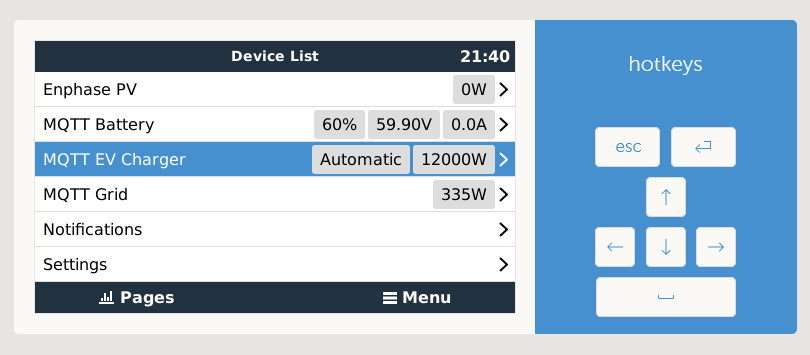 Device List 21:40
Enphase PV 0W
MQTT Battery 60% 59.90V 0.0A
MQTT EV Charger Automatic 12000W
MQTT Grid 335W
Notifications
Settings
Pages Menu
hotkeys
esc